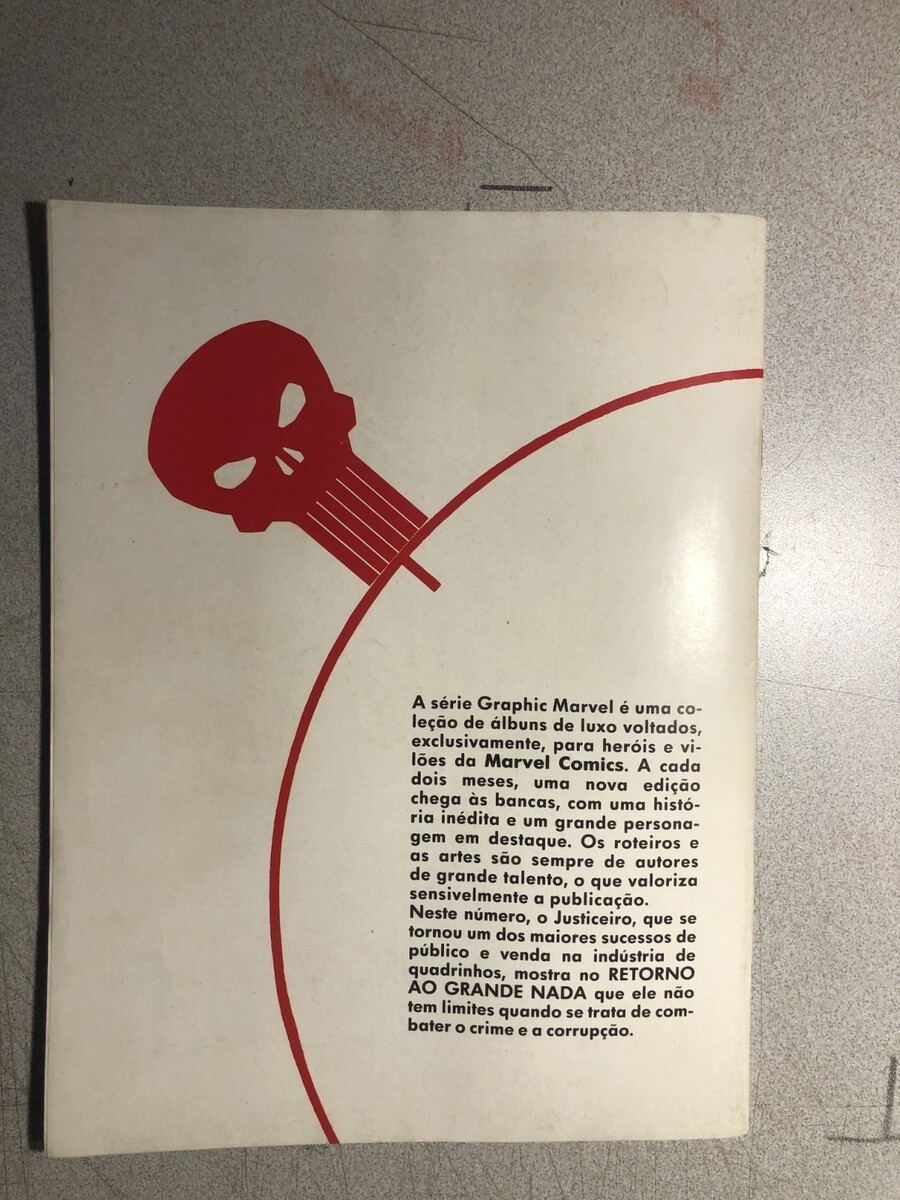 A série Graphic Marvel é uma co-
leção de álbuns de luxo voltados,
exclusivamente, para heróis e vi-
lões da Marvel Comics. A cada
dois meses, uma nova edição
chega às bancas, com uma histó-
ria inédita e um grande persona-
gem em destaque. Os roteiros e
as artes são sempre de autores
de grande talento, o que valoriza
sensivelmente a publicação.
Neste número, o Justiceiro, que se
tornou um dos maiores sucessos de
público e venda na indústria de
quadrinhos, mostra no RETORNO
AO GRANDE NADA que ele não
tem limites quando se trata de com-
bater o crime e a corrupção.